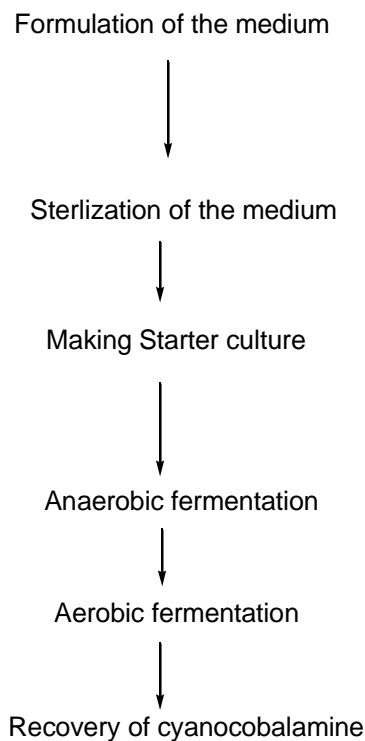 Formulation of the medium
Sterlization of the medium
Making Starter culture
Anaerobic fermentation
Aerobic fermentation
Recovery of cyanocobalamine